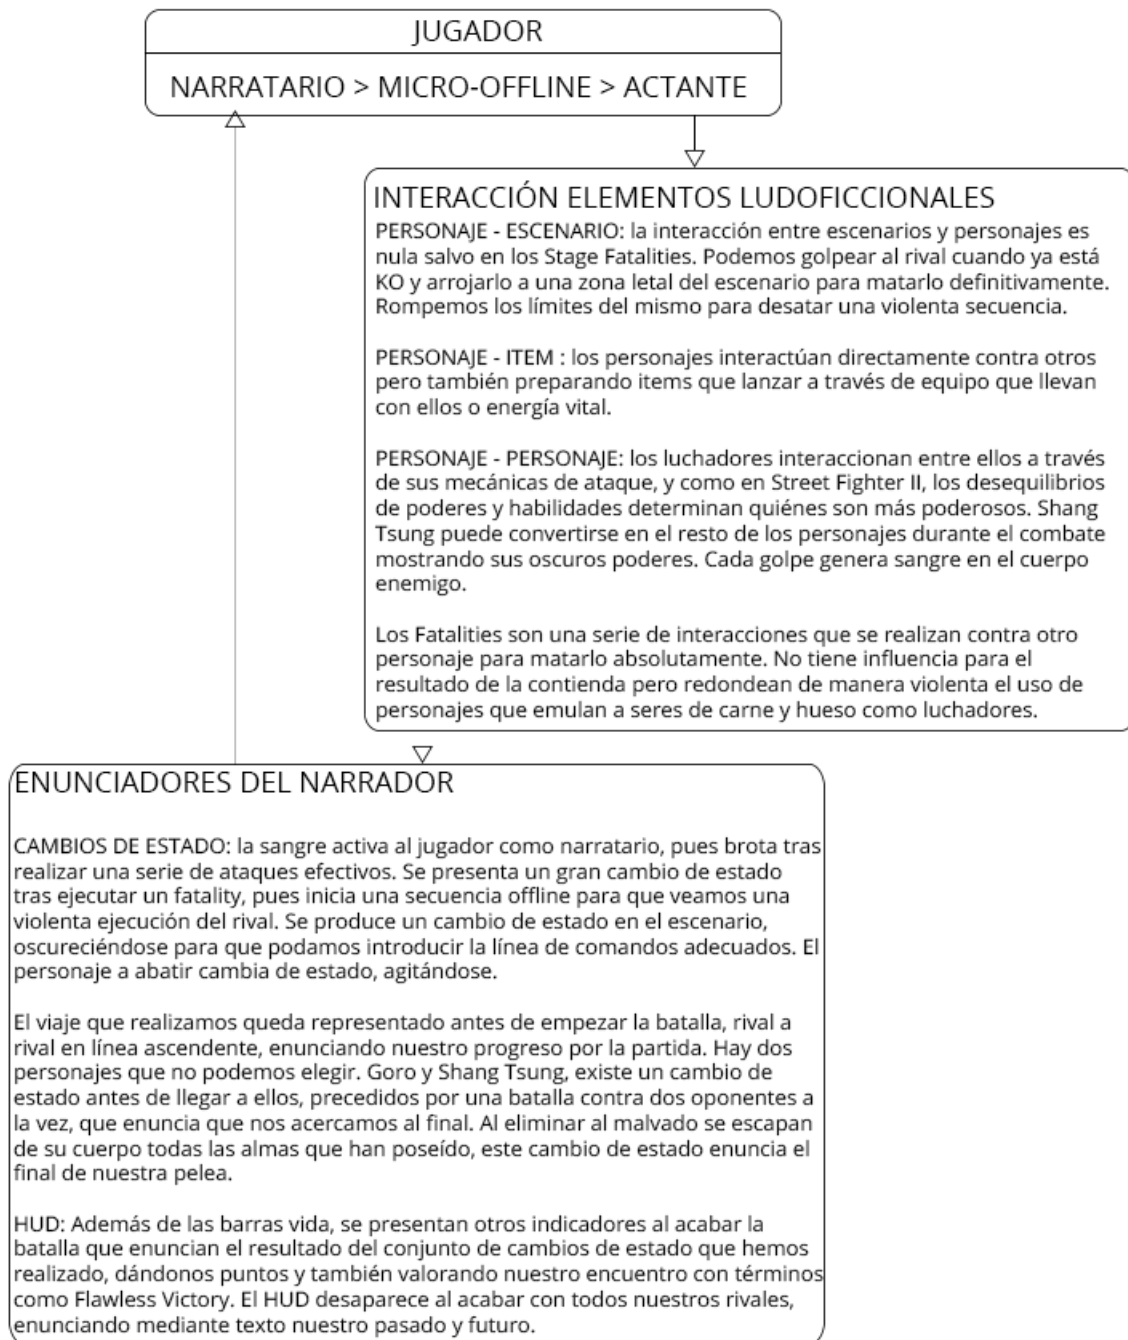 JUGADOR
NARRATARIO > MICRO-OFFLINE > ACTANTE
INTERACCIÓN ELEMENTOS LUDOFICCIONALES
PERSONAJE - ESCENARIO: la interacción entre escenarios y personajes es
nula salvo en los Stage Fatalities. Podemos golpear al rival cuando ya está
KO y arrojarlo a una zona letal del escenario para matarlo definitivamente.
Rompemos los límites del mismo para desatar una violenta secuencia.
PERSONAJE - ITEM : los personajes interactúan directamente contra otros
pero también preparando items que lanzar a través de equipo que llevan
con ellos o energía vital.
PERSONAJE - PERSONAJE: los luchadores interaccionan entre ellos a través
de sus mecánicas de ataque, y como en Street Fighter II, los desequilibrios
de poderes y habilidades determinan quiénes son más poderosos. Shang
Tsung puede convertirse en el resto de los personajes durante el combate
mostrando sus oscuros poderes. Cada golpe genera sangre en el cuerpo
enemigo.
Los Fatalities son una serie de interacciones que se realizan contra otro
personaje para matarlo absolutamente. No tiene influencia para el
resultado de la contienda pero redondean de manera violenta el uso de
personajes que emulan a seres de carne y hueso como luchadores.
ENUNCIADORES DEL NARRADOR
CAMBIOS DE ESTADO: la sangre activa al jugador como narratario, pues brota tras
realizar una serie de ataques efectivos. Se presenta un gran cambio de estado
tras ejecutar un fatality, pues inicia una secuencia offline para que veamos una
violenta ejecución del rival. Se produce un cambio de estado en el escenario,
oscureciéndose para que podamos introducir la línea de comandos adecuados. El
personaje a abatir cambia de estado, agitándose.
El viaje que realizamos queda representado antes de empezar la batalla, rival a
rival en línea ascendente, enunciando nuestro progreso por la partida. Hay dos
personajes que no podemos elegir. Goro y Shang Tsung, existe un cambio de
estado antes de llegar a ellos, precedidos por una batalla contra dos oponentes a
la vez, que enuncia que nos acercamos al final. Al eliminar al malvado se escapan
de su cuerpo todas las almas que han poseído, este cambio de estado enuncia el
final de nuestra pelea.
HUD: Además de las barras vida, se presentan otros indicadores al acabar la
batalla que enuncian el resultado del conjunto de cambios de estado que hemos
realizado, dándonos puntos y también valorando nuestro encuentro con términos
como Flawless Victory. El HUD desaparece al acabar con todos nuestros rivales,
enunciando mediante texto nuestro pasado y futuro.